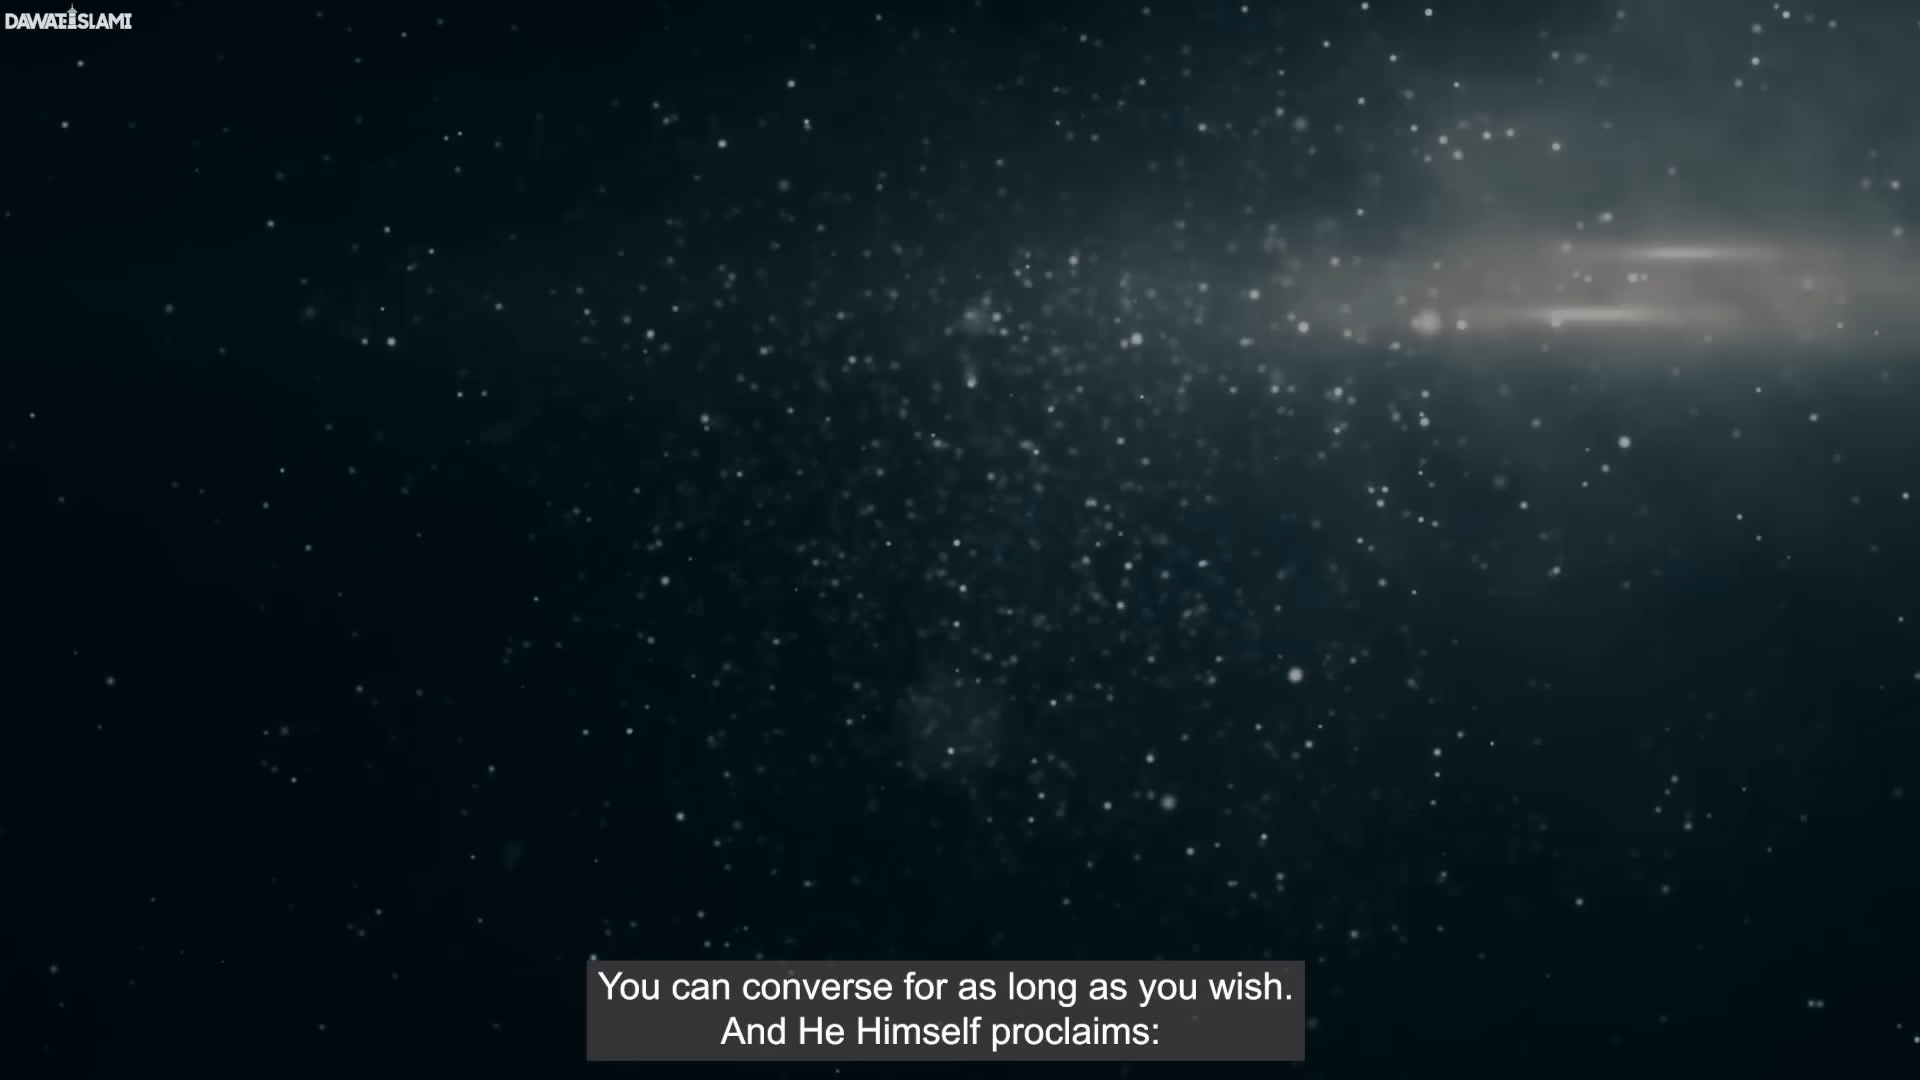 DAWATEISLAMI
You can converse for as long as you wish.
And He Himself proclaims: